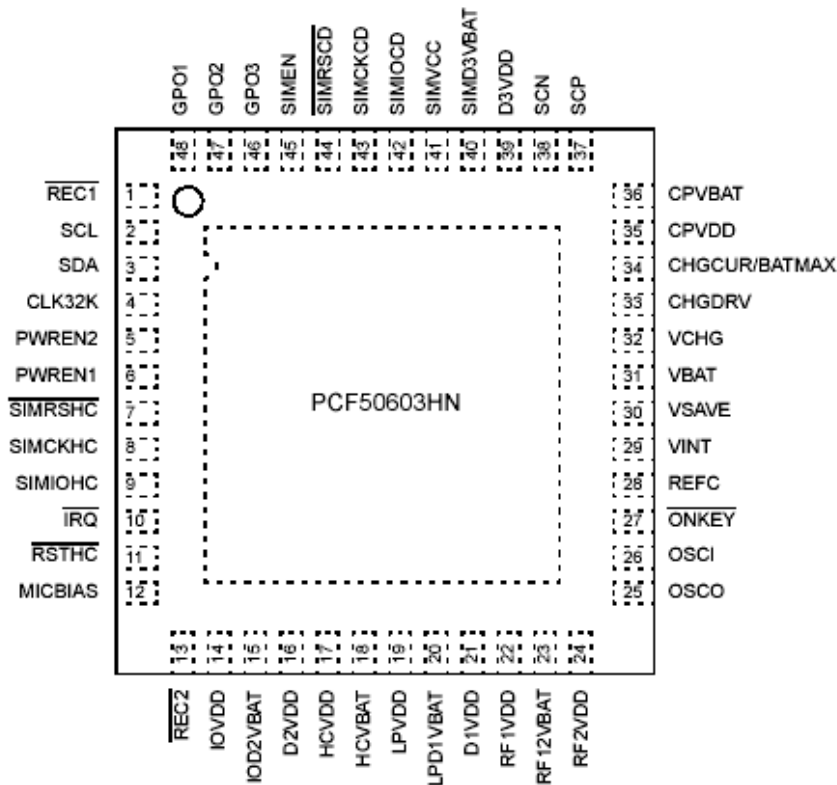 GPO1 GPO2 GPO3 SIMEN SIMRSCD SIMCKCD SIMIOCD SIMVCC SIMD3VBAT D3VDD SCN SCP
48 47 46 45 44 43 42 41 40 39 38 37
REC1 1 36 CPVBAT
SCL 2 35 CPVDD
SDA 3 34 CHGCUR/BATMAX
CLK32K 4 33 CHGDRV
PWREN2 5 32 VCHG
PWREN1 6 31 VBAT
SIMRSHC 7 30 VSAVE
SIMCKHC 8 29 VINT
SIMIOHC 9 28 REFC
IRQ 10 27 ONKEY
RSTHC 11 26 OSCI
MICBIAS 12 25 OSCO
PCF50603HN
13 14 15 16 17 18 19 20 21 22 23 24
REC2 IOVDD IOD2VBAT D2VDD HCVDD HCVBAT LPVDD LPD1VBAT D1VDD RF1VDD RF12VBAT RF2VDD